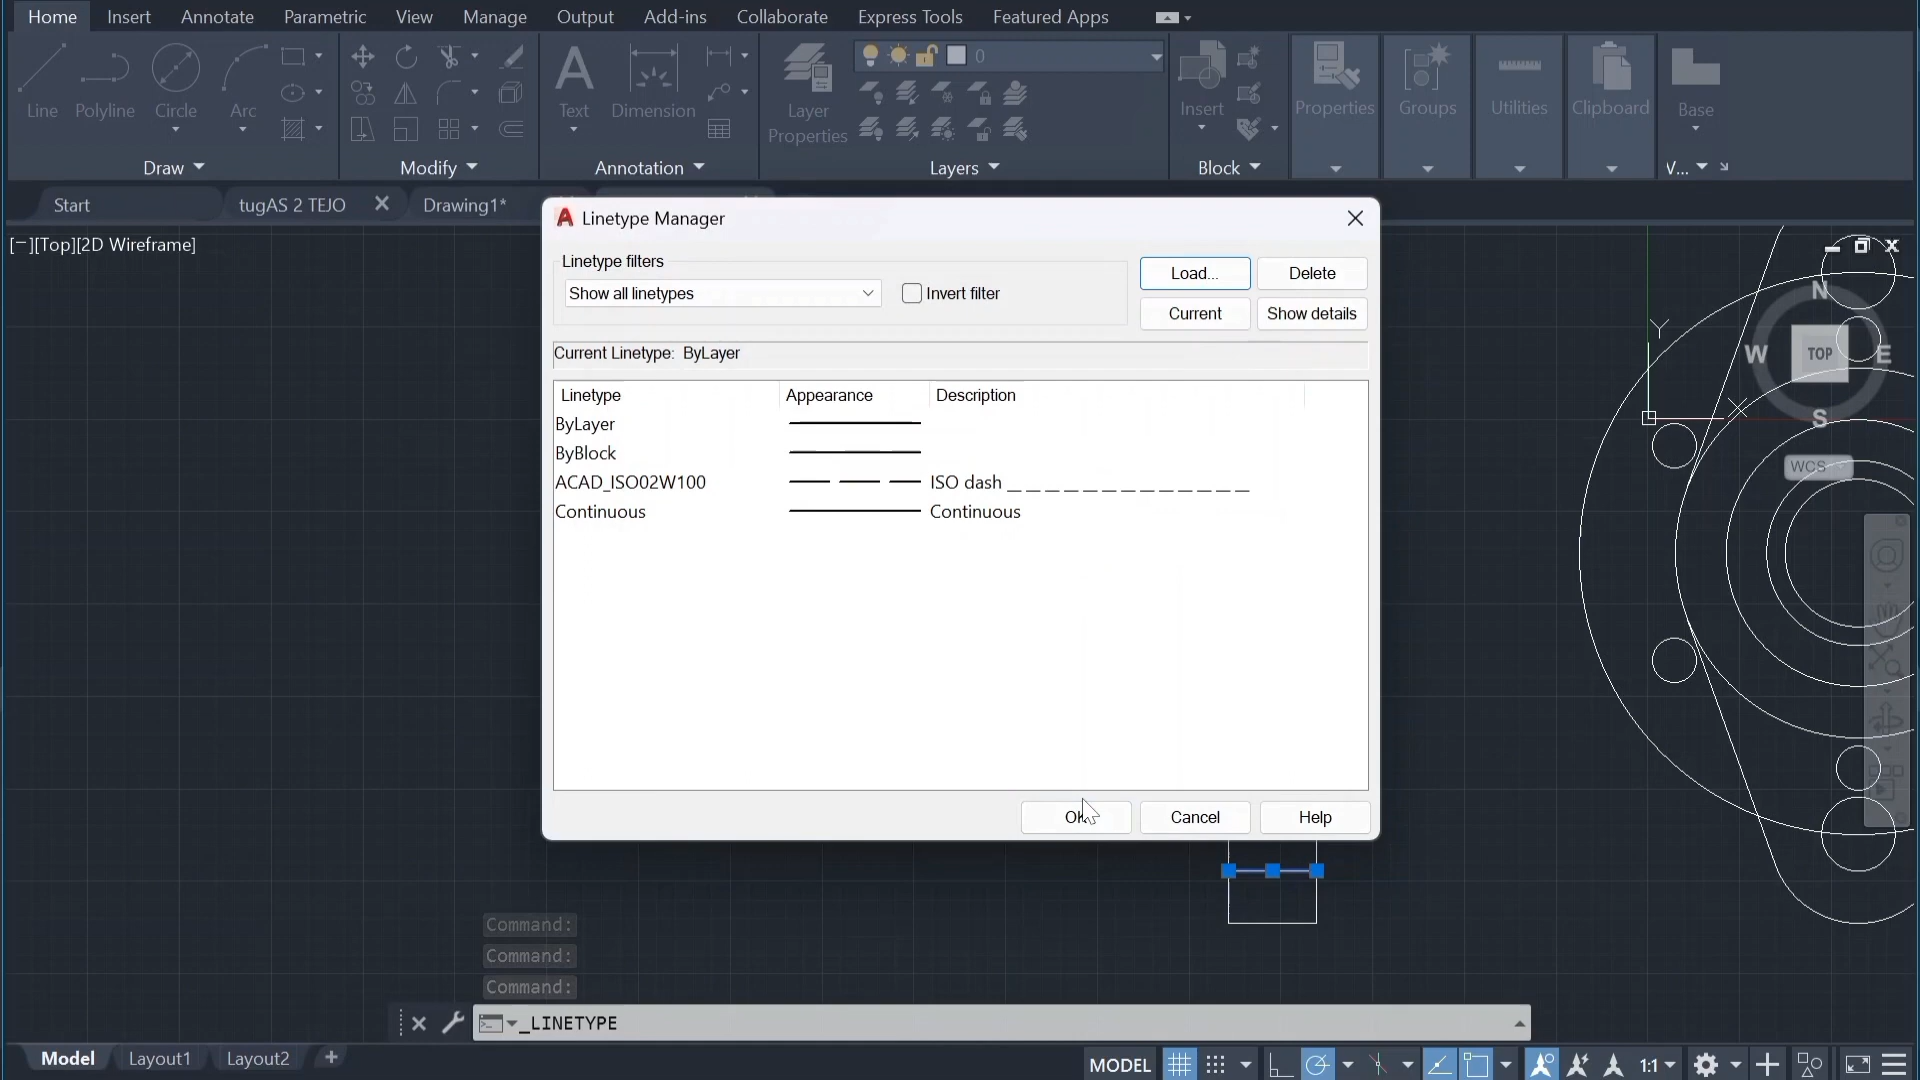 Home Insert Annotate Parametric View Manage Output Add-ins Collaborate Express Tools Featured Apps
Line Polyline Circle Arc Text Dimension Layer Properties 0 Insert Properties Groups Utilities Clipboard Base
Draw Modify Annotation Layers Block V...
Start tugAS 2 TEJO Drawing1*
[−][Top][2D Wireframe]
Linetype Manager
Linetype filters
Show all linetypes Invert filter
Load... Delete
Current Show details
Current Linetype: ByLayer
Linetype Appearance Description
ByLayer
ByBlock
ACAD_ISO02W100 ISO dash _ _ _ _ _ _ _ _ _ _ _ _ _
Continuous Continuous
OK Cancel Help
N
Y
W TOP E
X
S
WCS
Command:
Command:
Command:
_LINETYPE
Model Layout1 Layout2 +
MODEL 1:1